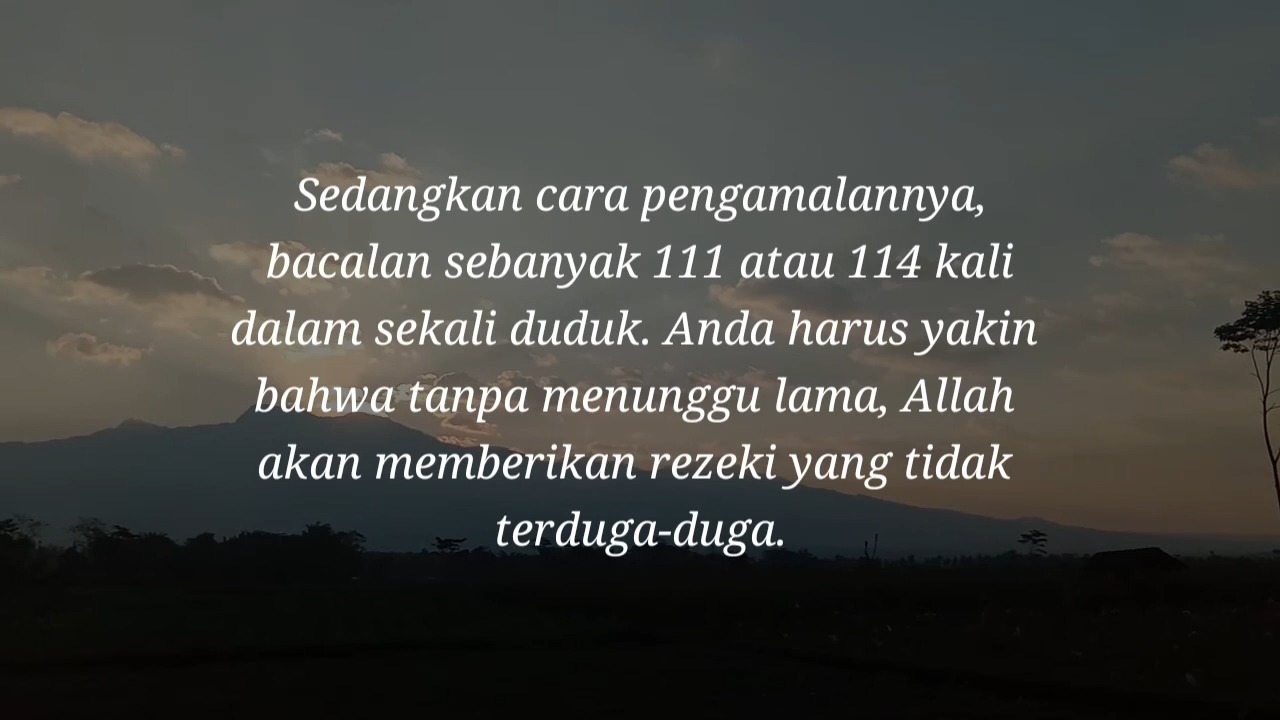 Sedangkan cara pengamalannya,
bacalan sebanyak 111 atau 114 kali
dalam sekali duduk. Anda harus yakin
bahwa tanpa menunggu lama, Allah
akan memberikan rezeki yang tidak
terduga-duga.